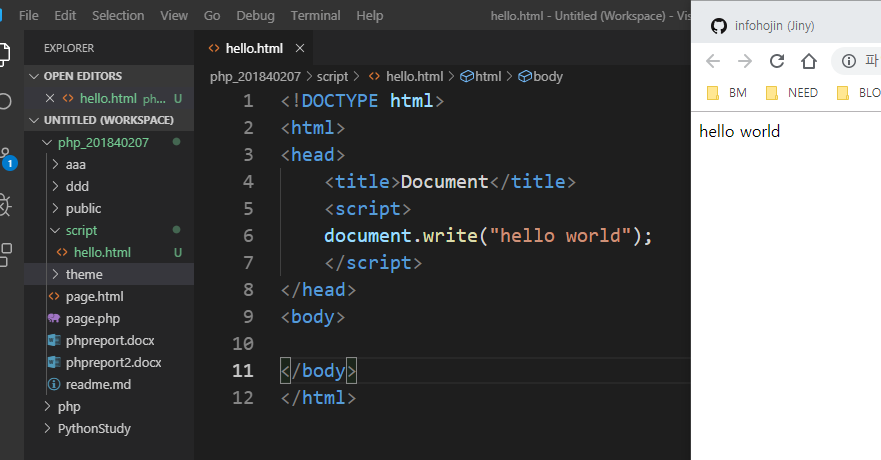 File Edit Selection View Go Debug Terminal Help
hello.html - Untitled (Workspace) - Vis
EXPLORER
OPEN EDITORS
hello.html ph... U
UNTITLED (WORKSPACE)
php_201840207
aaa
ddd
public
script
hello.html U
theme
page.html
page.php
phpreport.docx
phpreport2.docx
readme.md
php
PythonStudy
1
hello.html
php_201840207 > script > hello.html > html > body
1 <!DOCTYPE html>
2 <html>
3 <head>
4 <title>Document</title>
5 <script>
6 document.write("hello world");
7 </script>
8 </head>
9 <body>
10
11 </body>
12 </html>
infohojin (Jiny)
파
BM NEED BLO
hello world